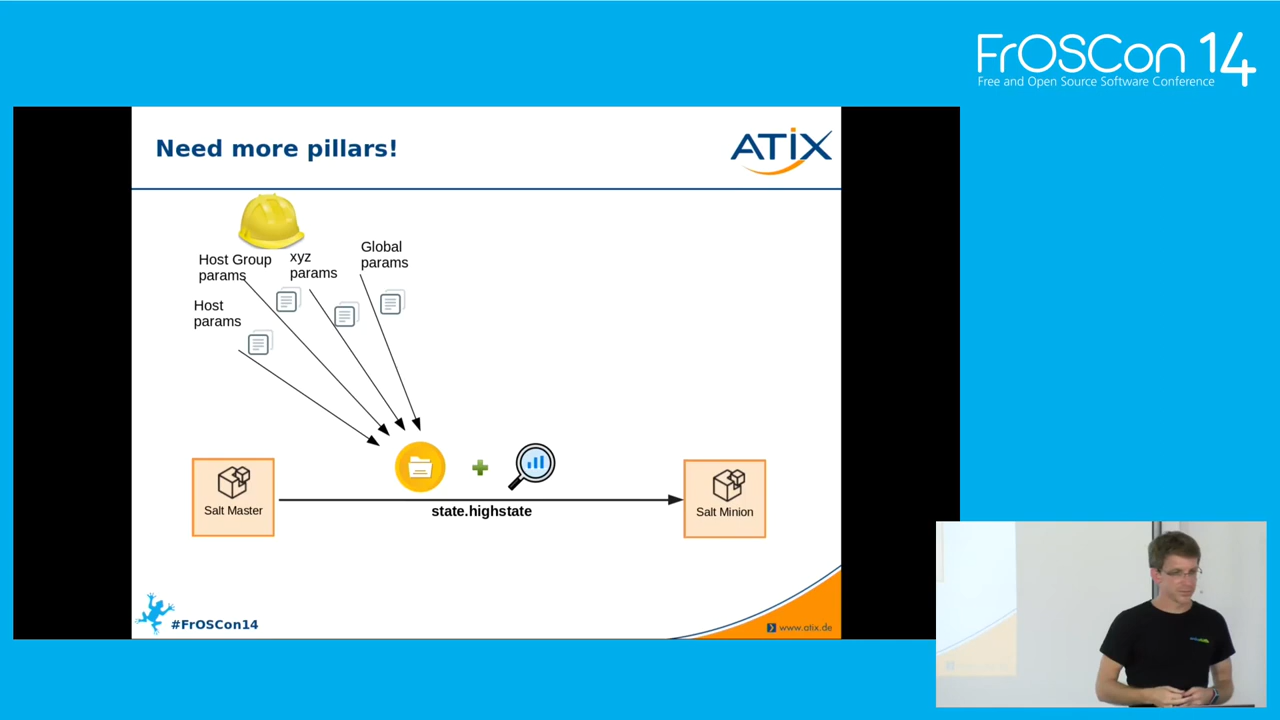 FrOSCon 14
Free and Open Source Software Conference
Need more pillars!
ATIX
Global
params
xyz
params
Host Group
params
Host
params
Salt Master
state.highstate
Salt Minion
#FrOSCon14
www.atix.de